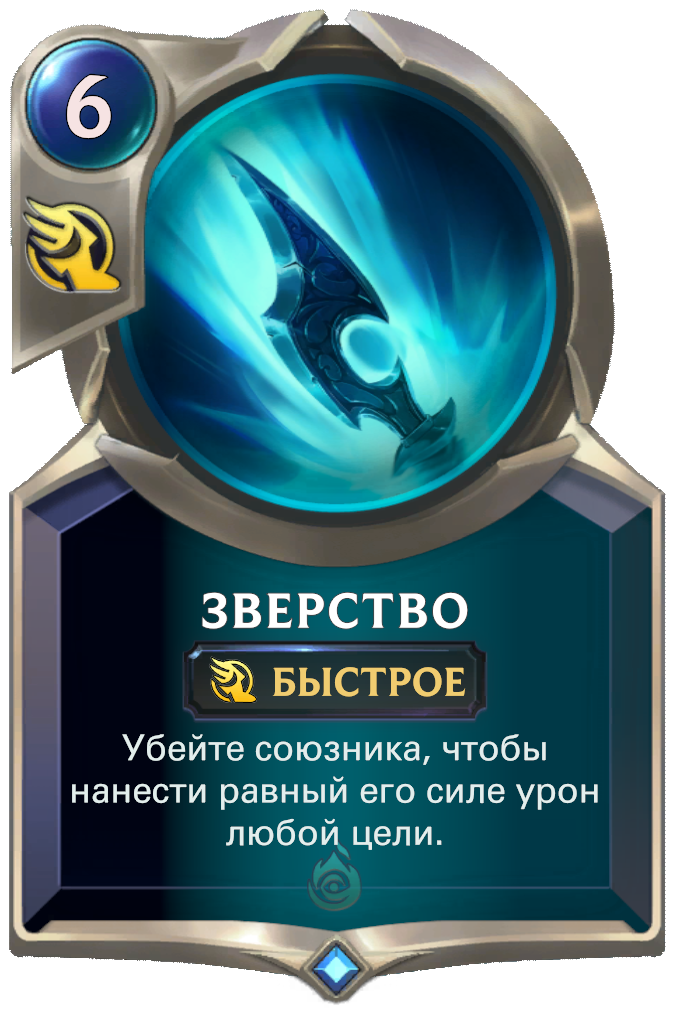 6
ЗВЕРСТВО
БЫСТРОЕ
Убейте союзника, чтобы
нанести равный его силе урон
любой цели.